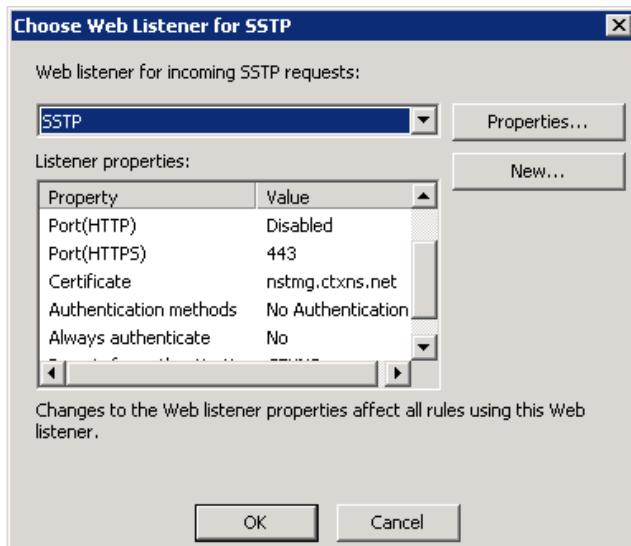 Choose Web Listener for SSTP
Web listener for incoming SSTP requests:
SSTP
Properties...
Listener properties:
New...
Property Value
Port(HTTP) Disabled
Port(HTTPS) 443
Certificate nstmg.ctxns.net
Authentication methods No Authentication
Always authenticate No
Changes to the Web listener properties affect all rules using this Web
listener.
OK
Cancel